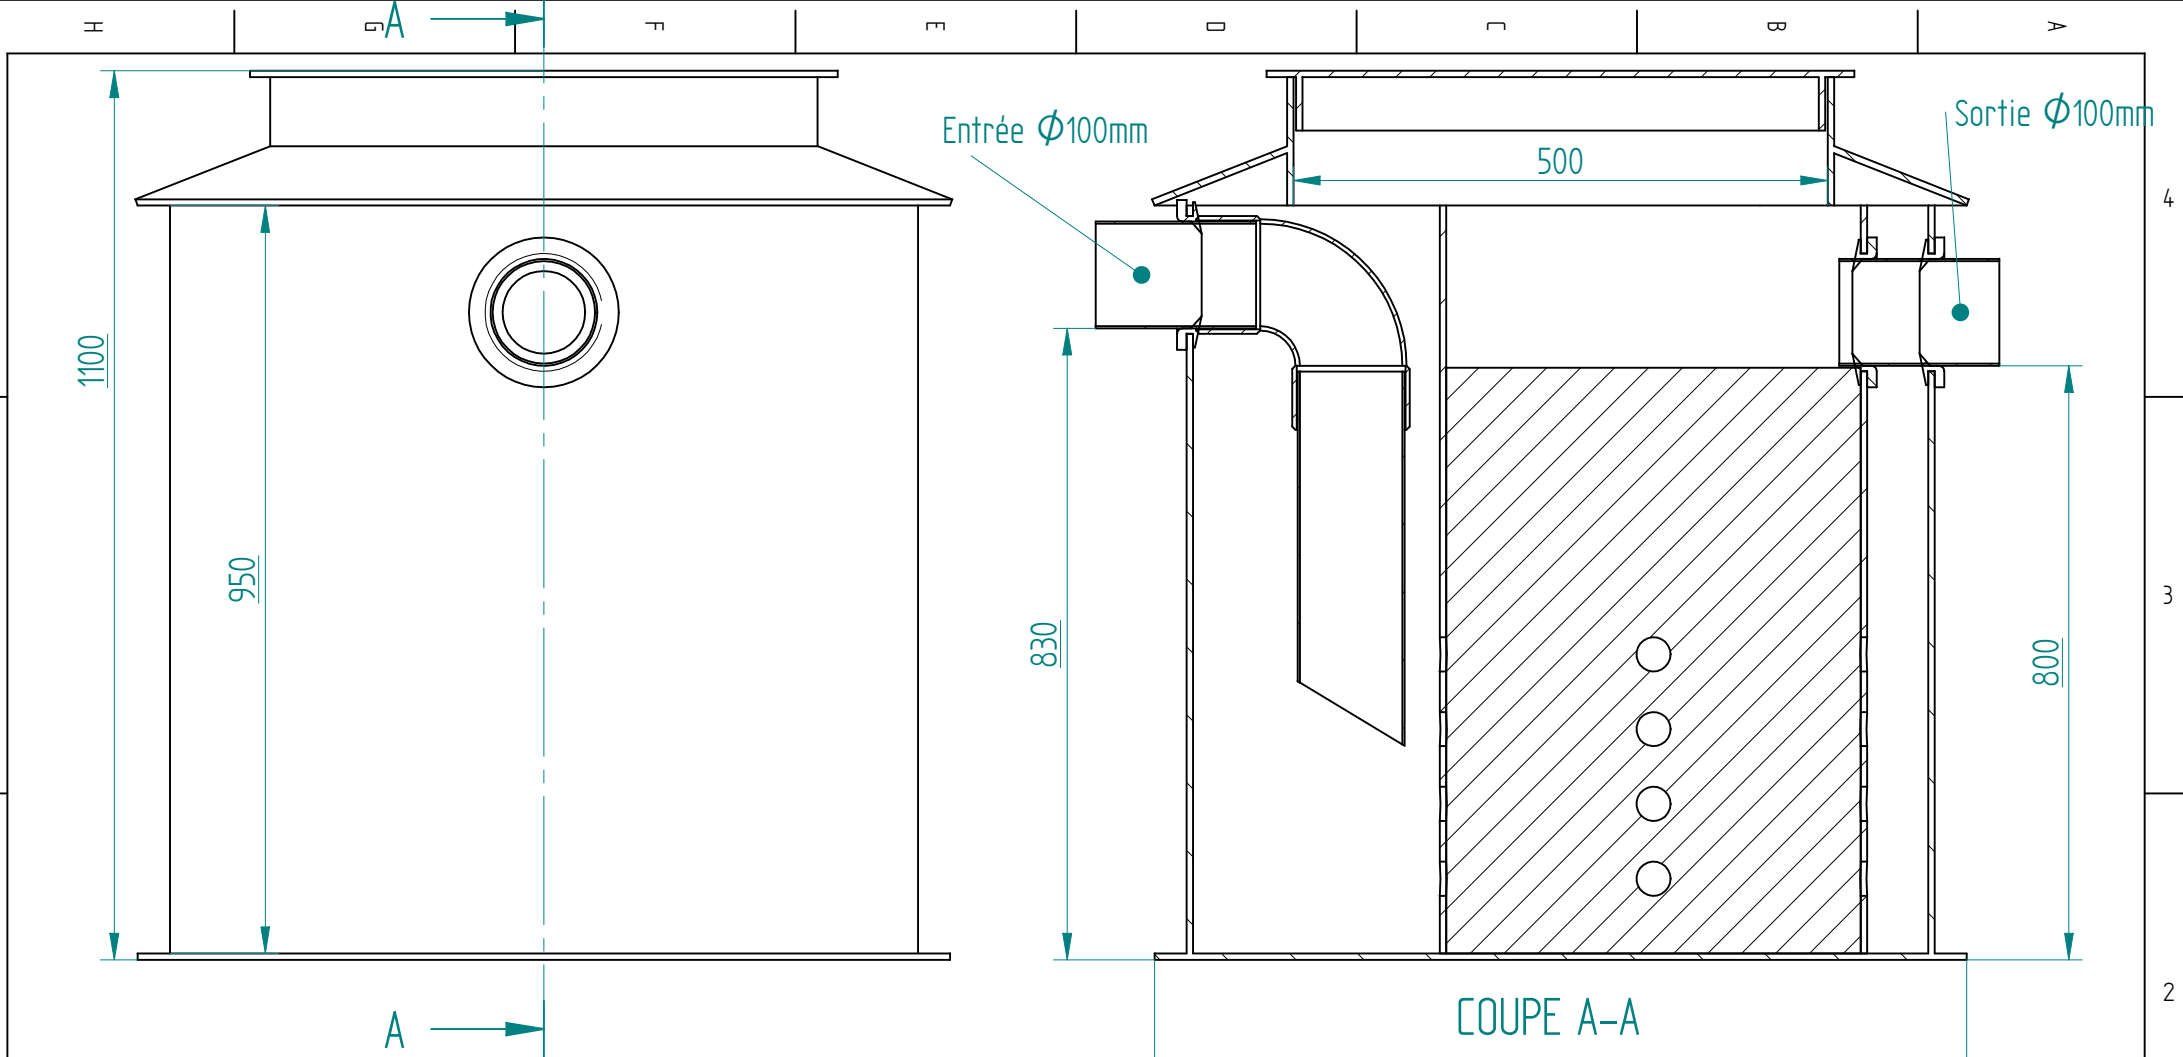 H G F E D C B A
A
Entrée Ø100mm
Sortie Ø100mm
500
4
1100
950
830
800
3
2
A
COUPE A-A